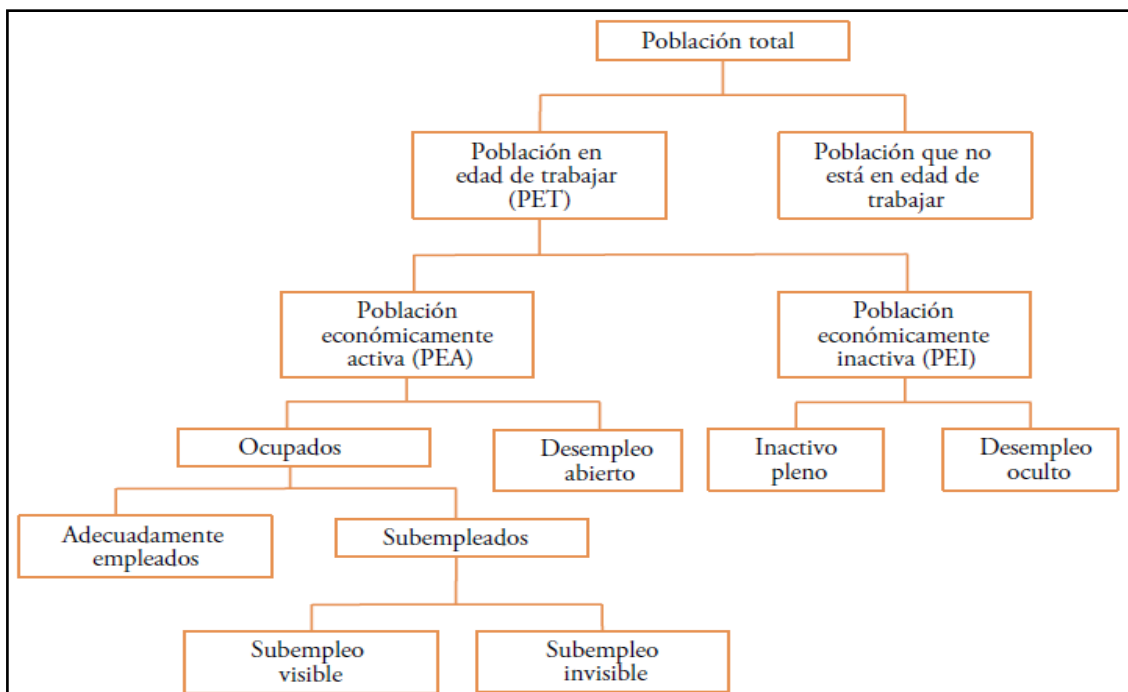 Población total
Población en
edad de trabajar
(PET)
Población que no
está en edad de
trabajar
Población
económicamente
activa (PEA)
Población
económicamente
inactiva (PEI)
Ocupados
Desempleo
abierto
Inactivo
pleno
Desempleo
oculto
Adecuadamente
empleados
Subempleados
Subempleo
visible
Subempleo
invisible